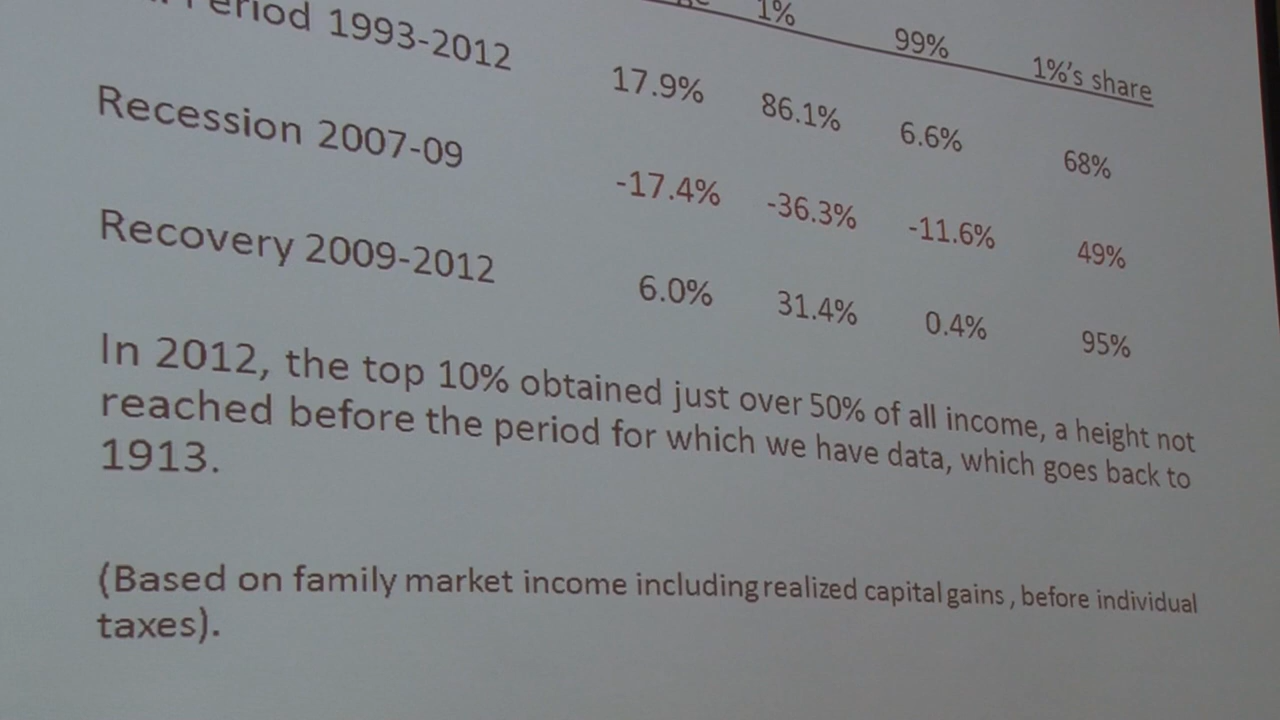 1% 99% 1%'s share
Period 1993-2012 17.9% 86.1% 6.6% 68%
Recession 2007-09 -17.4% -36.3% -11.6% 49%
Recovery 2009-2012 6.0% 31.4% 0.4% 95%
In 2012, the top 10% obtained just over 50% of all income, a height not
reached before the period for which we have data, which goes back to
1913.
(Based on family market income including realized capital gains, before individual
taxes).